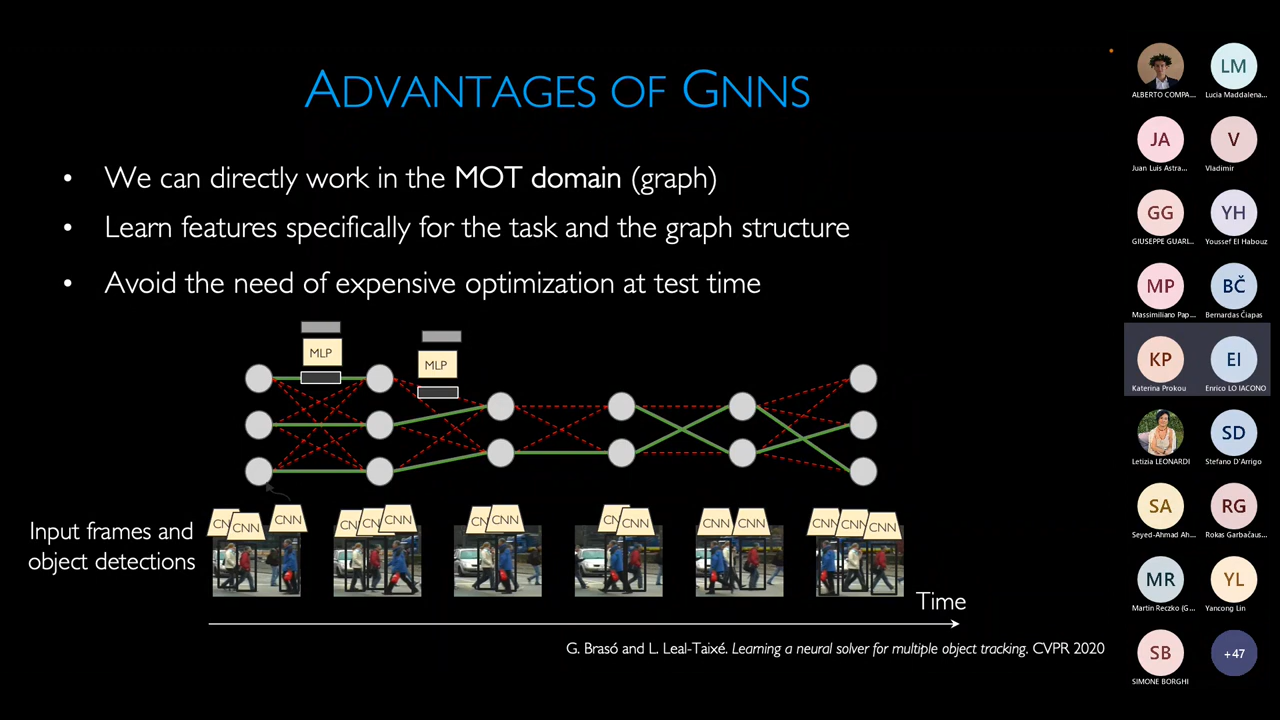 ADVANTAGES OF GNNS
• We can directly work in the MOT domain (graph)
• Learn features specifically for the task and the graph structure
• Avoid the need of expensive optimization at test time
MLP
MLP
Input frames and
object detections
CN
CNN
CNN
CN
CN
CNN
CN
CNN
CN
CNN
CNN
CNN
CNN
CNN
CNN
Time
G. Brasó and L. Leal-Taixé. Learning a neural solver for multiple object tracking. CVPR 2020
ALBERTO COMPA...
LM
Lucia Maddalena...
JA
Juan Luis Astra...
V
Vladimir
GG
GIUSEPPE GUARI...
YH
Youssef El Habouz
MP
Massimiliano Pap...
BČ
Bernardas Čiapas
KP
Katerina Prokou
EI
Enrico LO IACONO
Letizia LEONARDI
SD
Stefano D'Arrigo
SA
Seyed-Ahmad Ah...
RG
Rokas Garbačaus...
MR
Martin Reczko (G...
YL
Yancong Lin
SB
SIMONE BORGHI
+47